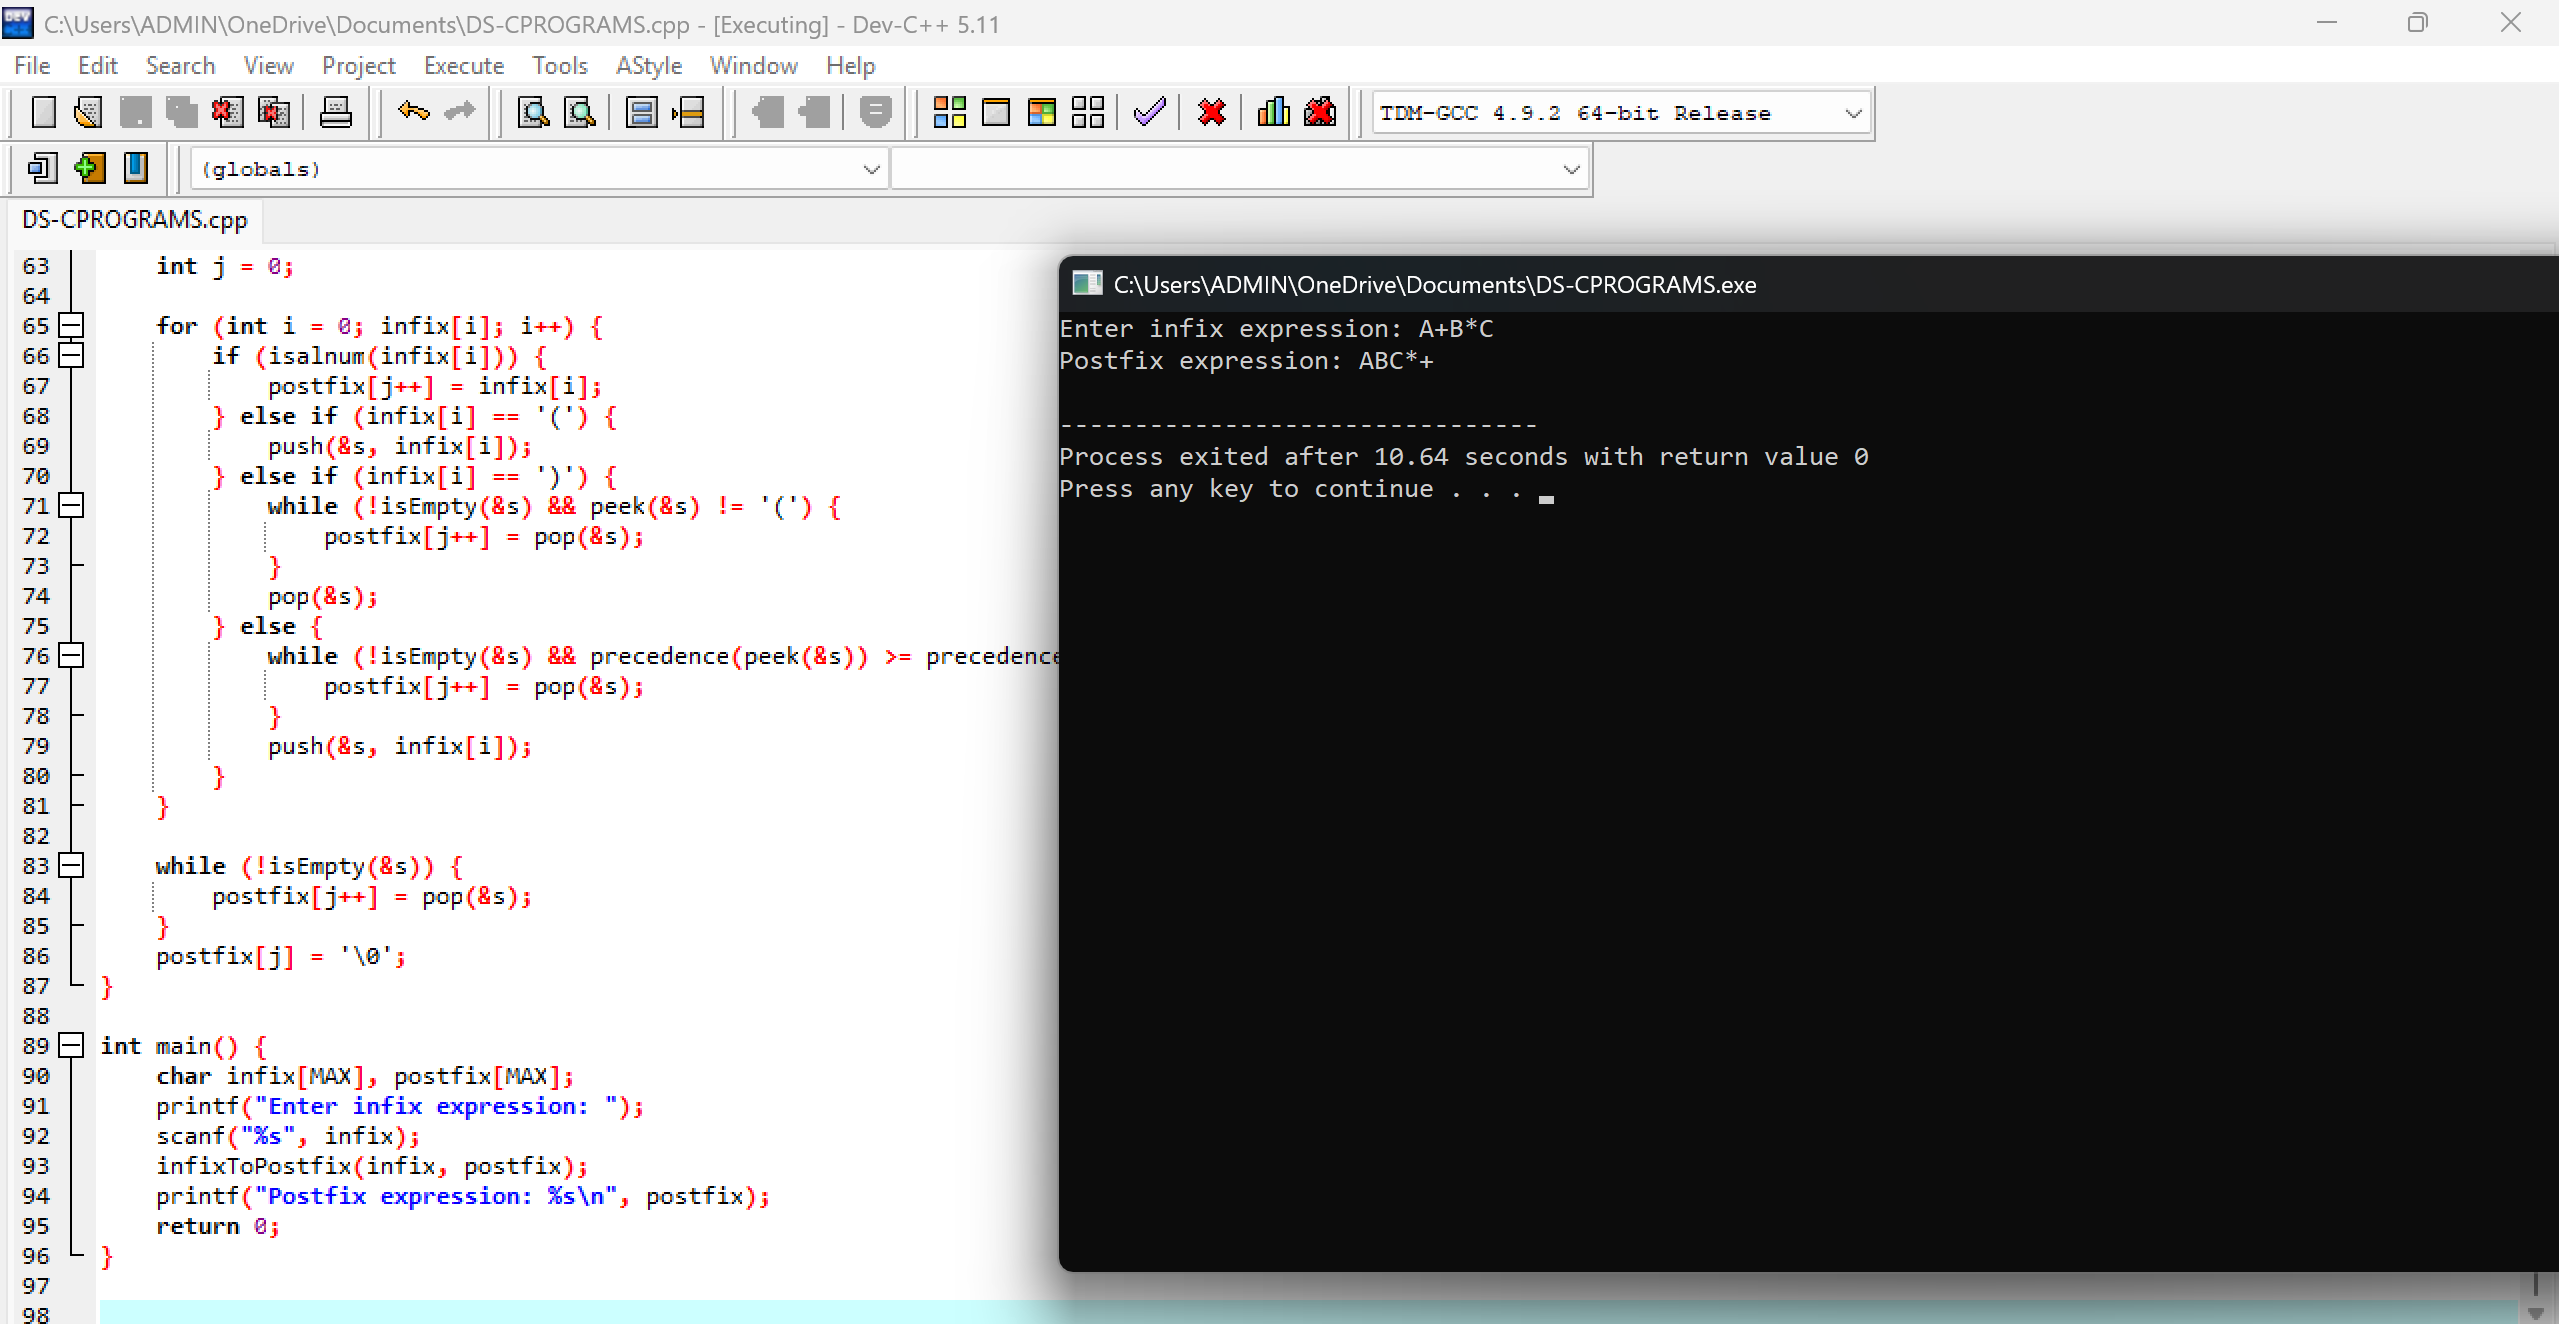 C:\Users\ADMIN\OneDrive\Documents\DS-CPROGRAMS.cpp - [Executing] - Dev-C++ 5.11
File Edit Search View Project Execute Tools AStyle Window Help
TDM-GCC 4.9.2 64-bit Release
(globals)
DS-CPROGRAMS.cpp
63     int j = 0;
64
65     for (int i = 0; infix[i]; i++) {
66         if (isalnum(infix[i])) {
67             postfix[j++] = infix[i];
68         } else if (infix[i] == '(') {
69             push(&s, infix[i]);
70         } else if (infix[i] == ')') {
71             while (!isEmpty(&s) && peek(&s) != '(') {
72                 postfix[j++] = pop(&s);
73             }
74             pop(&s);
75         } else {
76             while (!isEmpty(&s) && precedence(peek(&s)) >= precedence
77                 postfix[j++] = pop(&s);
78             }
79             push(&s, infix[i]);
80         }
81     }
82
83     while (!isEmpty(&s)) {
84         postfix[j++] = pop(&s);
85     }
86     postfix[j] = '\0';
87 }
88
89 int main() {
90     char infix[MAX], postfix[MAX];
91     printf("Enter infix expression: ");
92     scanf("%s", infix);
93     infixToPostfix(infix, postfix);
94     printf("Postfix expression: %s\n", postfix);
95     return 0;
96 }
97
98
C:\Users\ADMIN\OneDrive\Documents\DS-CPROGRAMS.exe
Enter infix expression: A+B*C
Postfix expression: ABC*+
--------------------------------
Process exited after 10.64 seconds with return value 0
Press any key to continue . . .